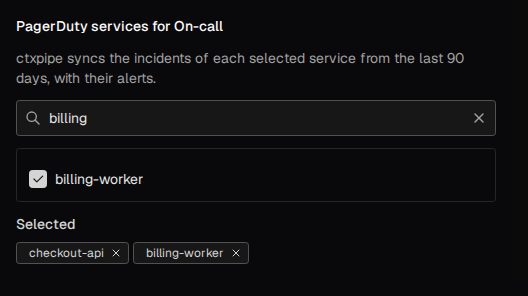 PagerDuty services for On-call
ctxpipe syncs the incidents of each selected service from the last 90
days, with their alerts.
billing
billing-worker
Selected
checkout-api
billing-worker